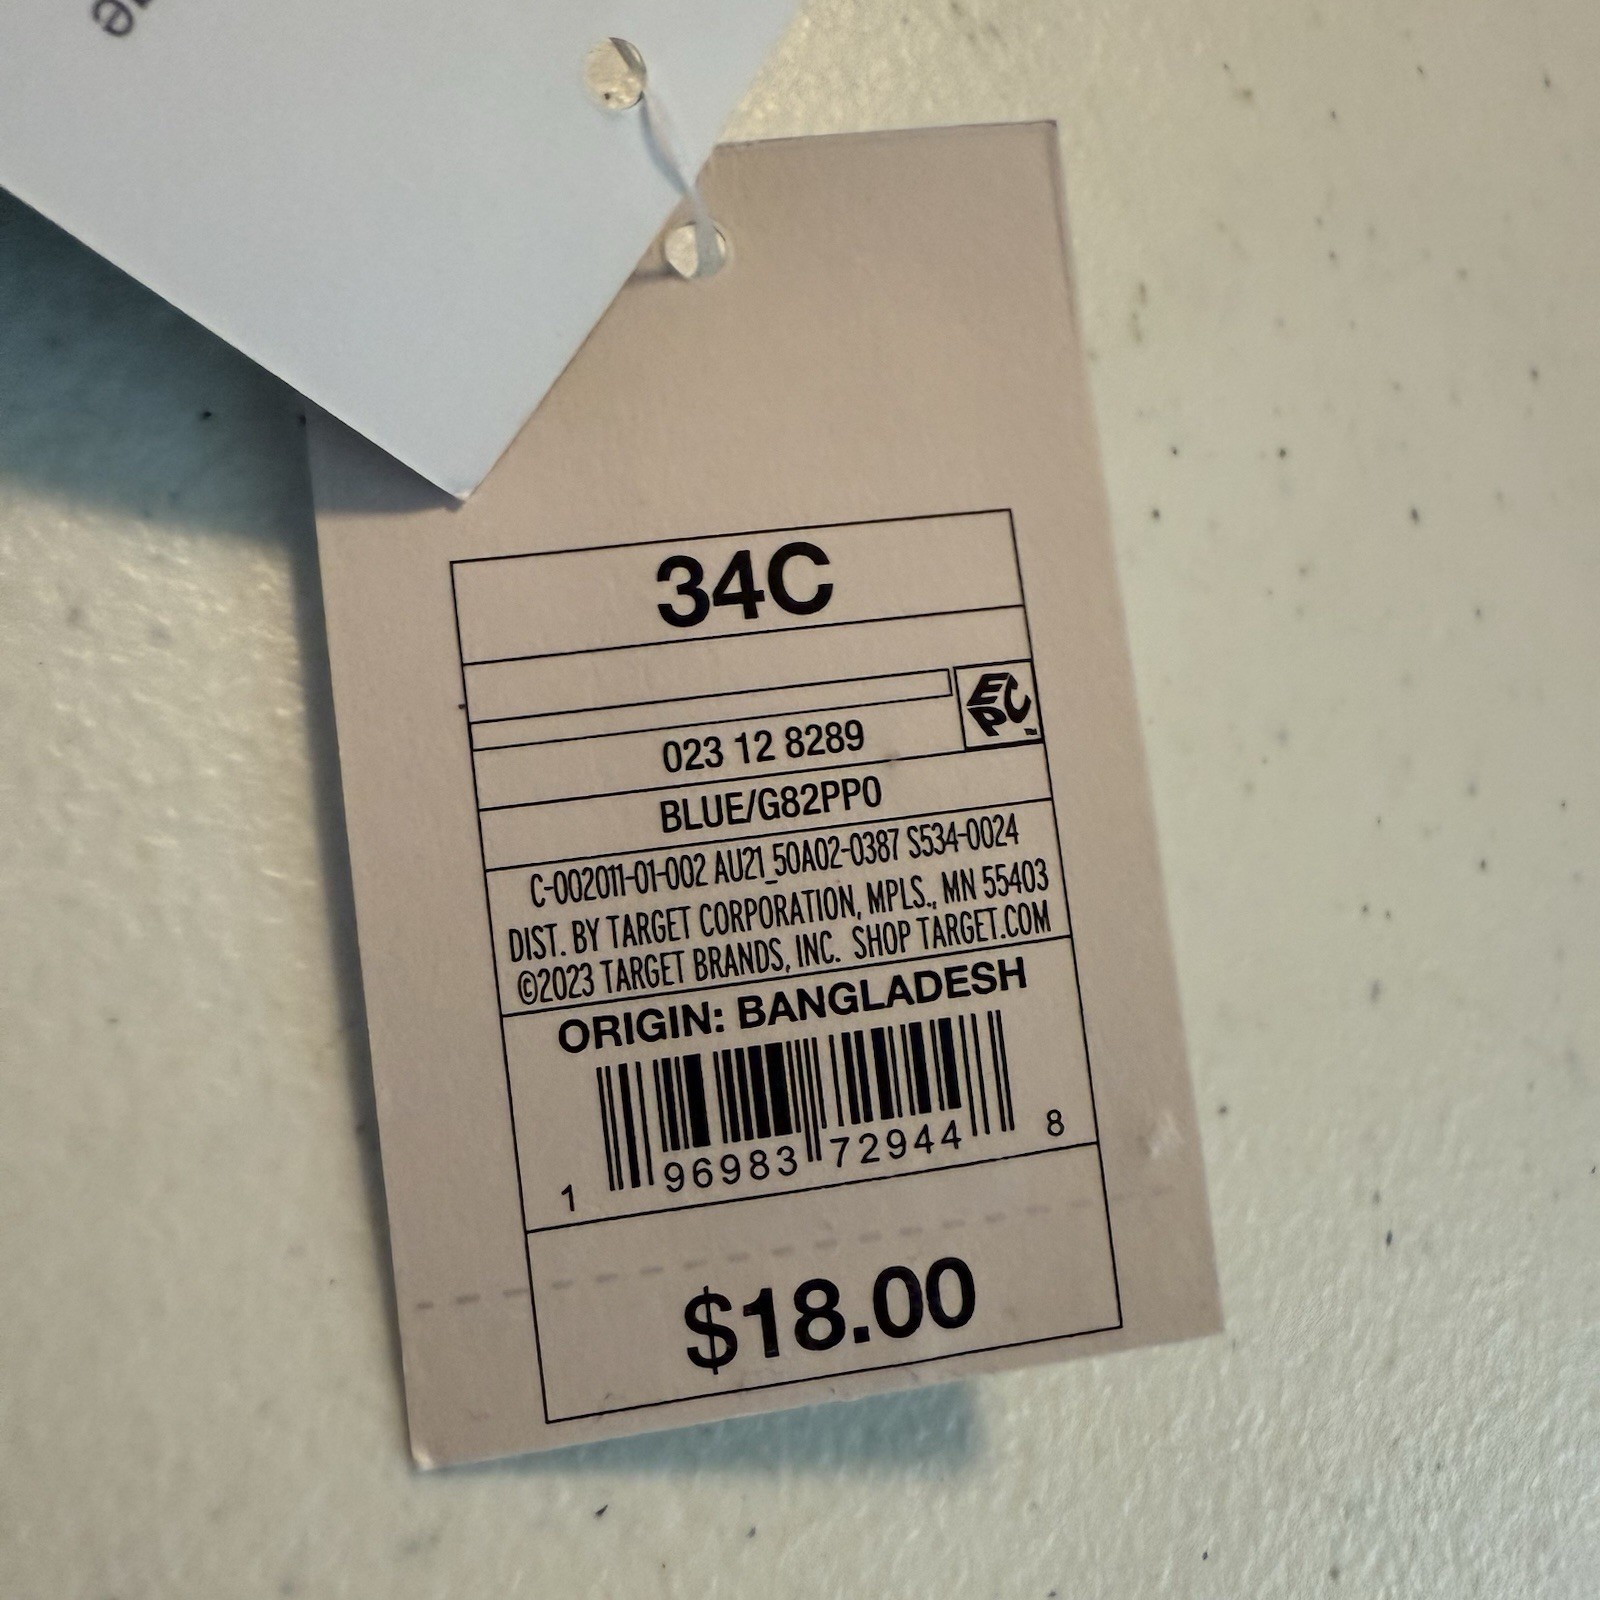 34C
EPC™
023 12 8289
BLUE/G82PP0
C-002011-01-002 AU21_50A02-0387 S534-0024
DIST. BY TARGET CORPORATION, MPLS., MN 55403
©2023 TARGET BRANDS, INC. SHOP TARGET.COM
ORIGIN: BANGLADESH
1 96983 72944 8
$18.00